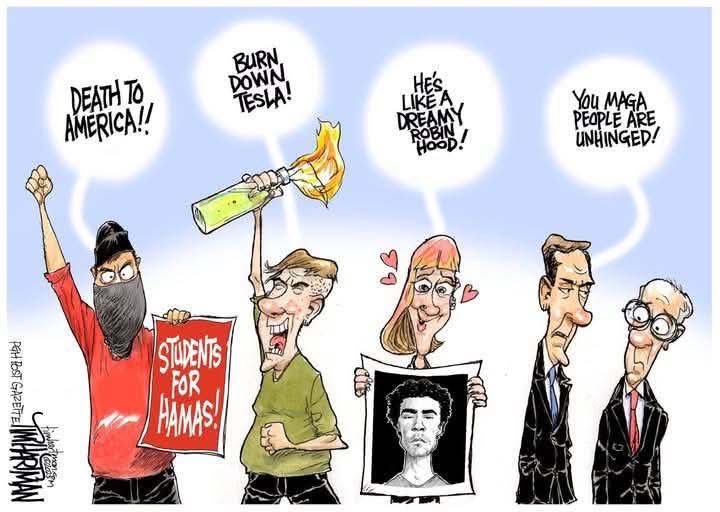 DEATH TO
AMERICA!!
BURN
DOWN
TESLA!
HE'S
LIKE A
DREAMY
ROBIN
HOOD!
YOU MAGA
PEOPLE ARE
UNHINGED!
STUDENTS
FOR
HAMAS!
PGH POST GAZETTE